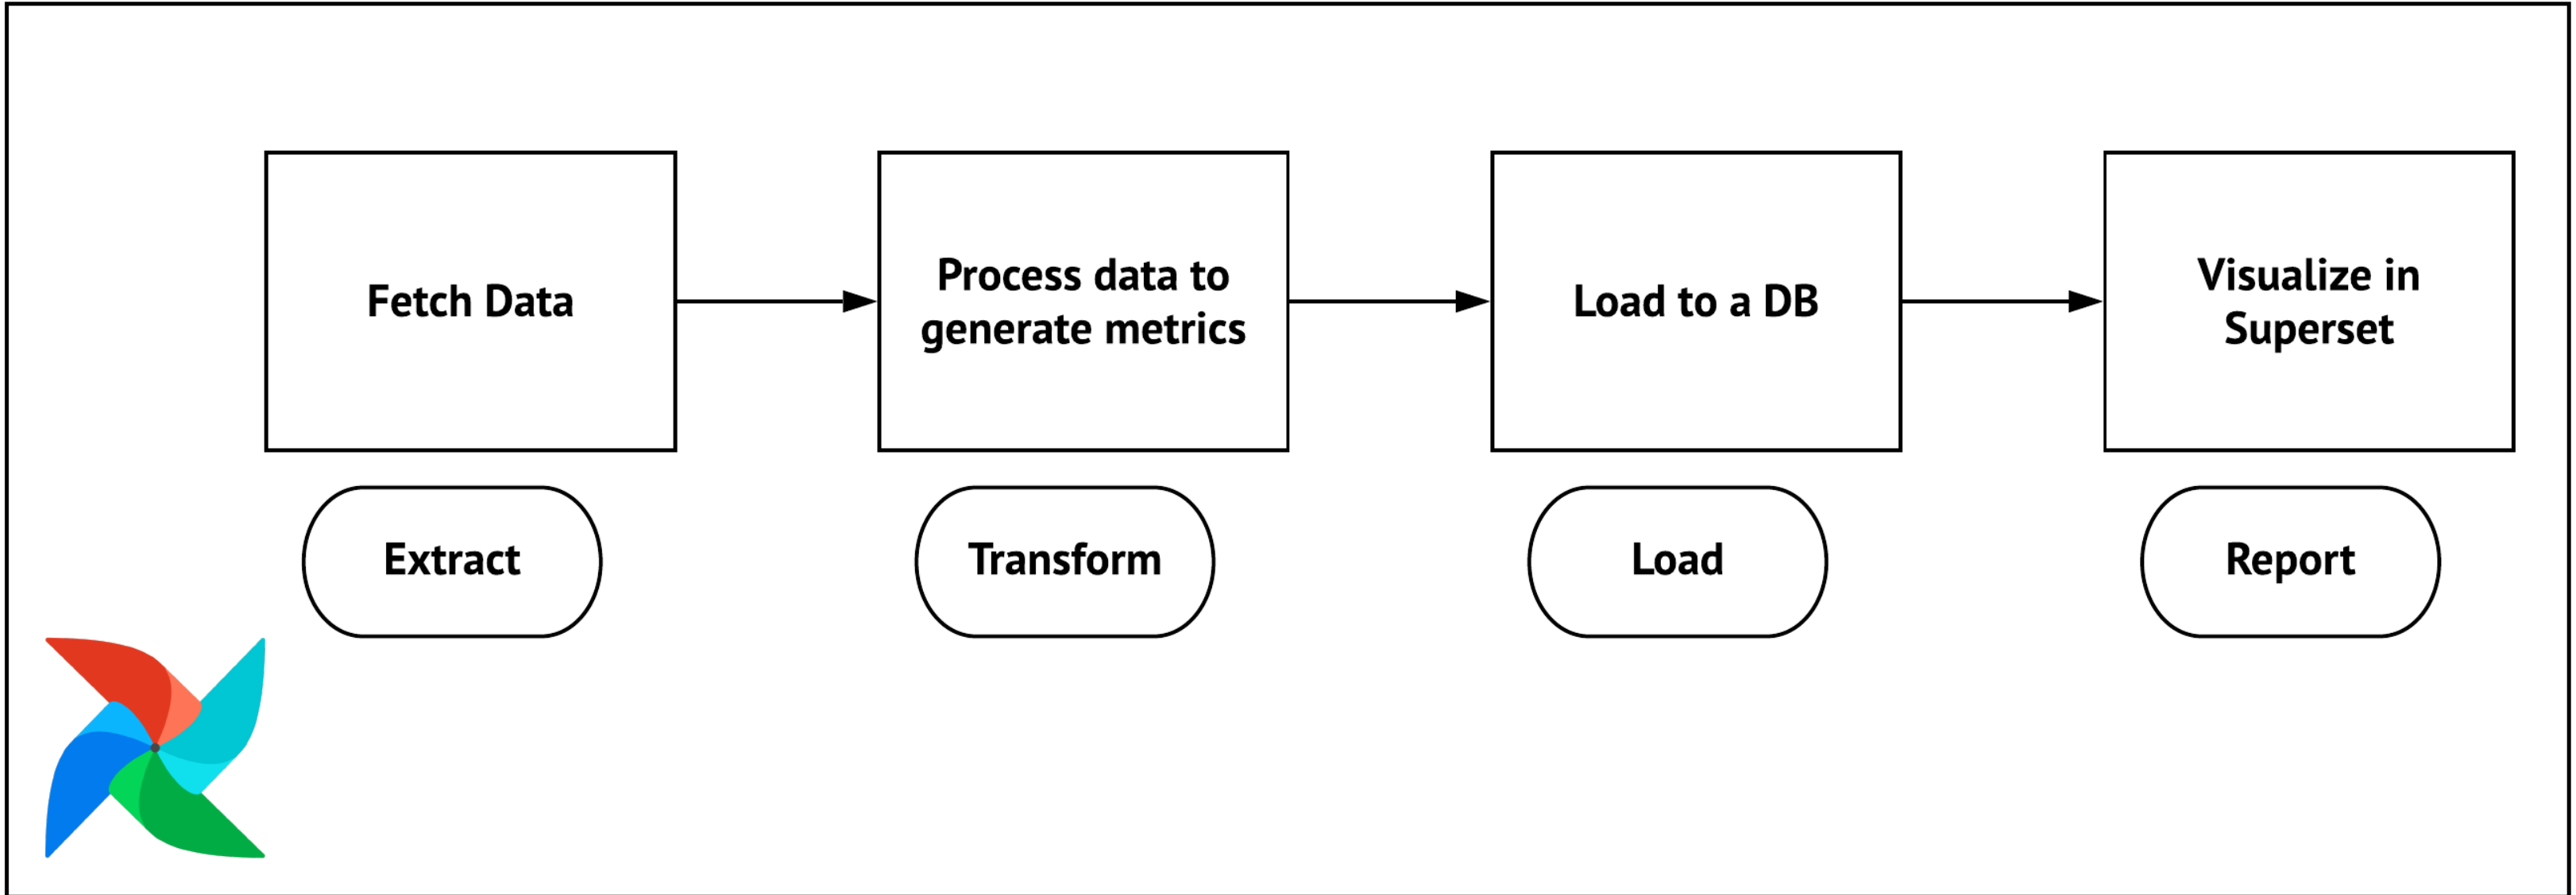 Fetch Data
Process data to
generate metrics
Load to a DB
Visualize in
Superset
Extract
Transform
Load
Report